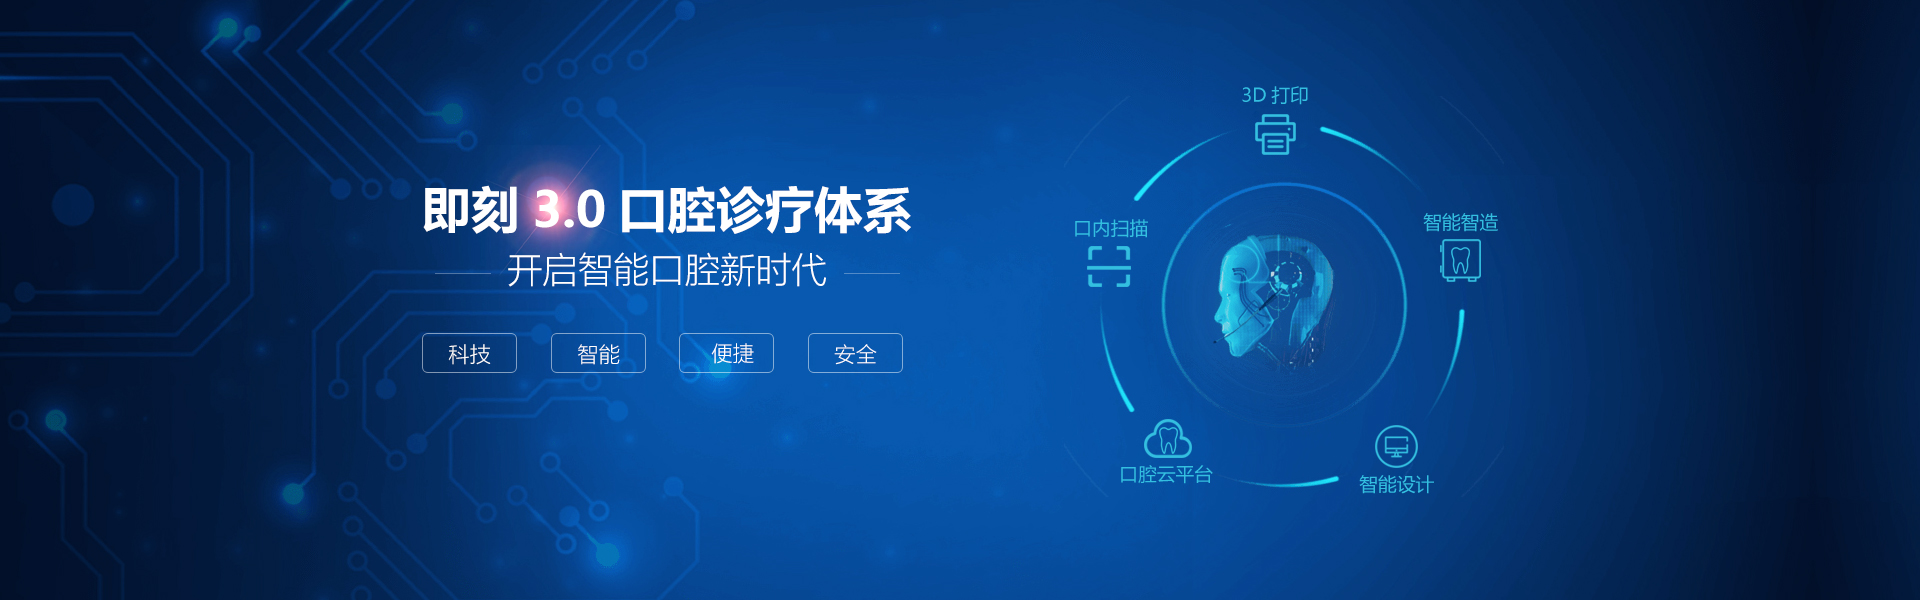 即刻 3.0 口腔诊疗体系
开启智能口腔新时代
科技
智能
便捷
安全
3D 打印
口内扫描
智能智造
口腔云平台
智能设计